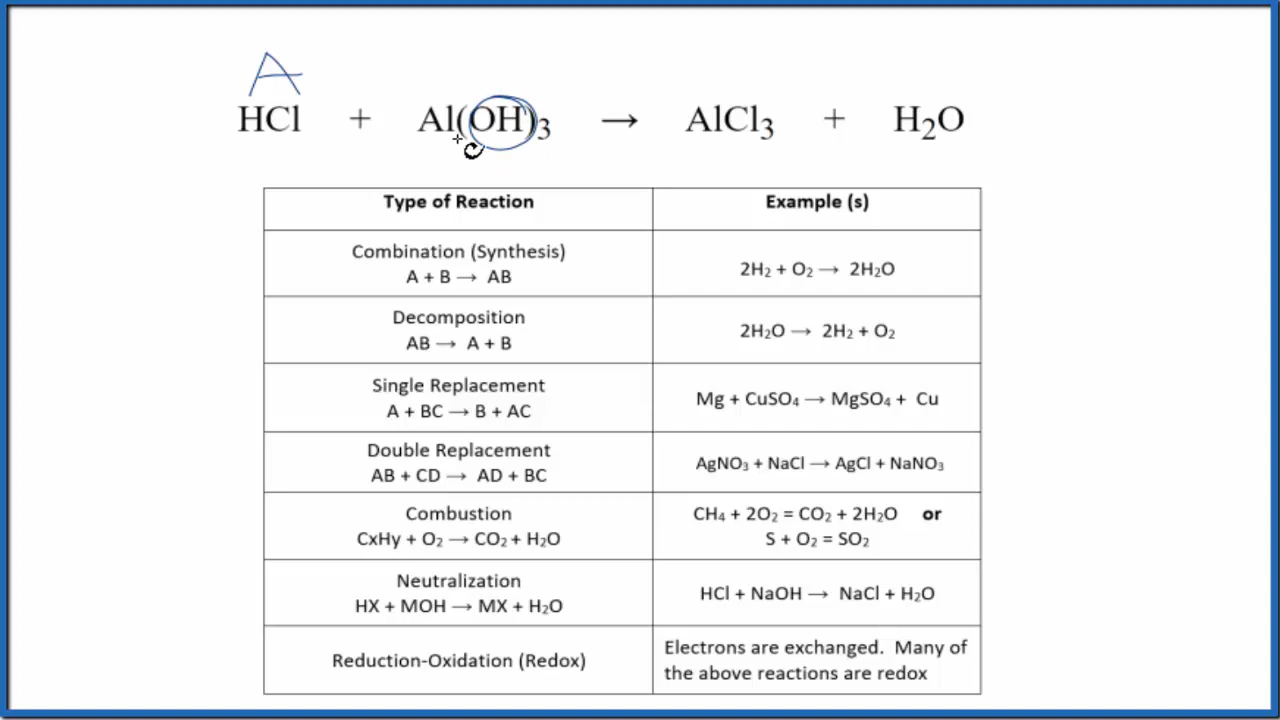 A
HCl + Al(OH)₃ → AlCl₃ + H₂O
Type of Reaction Example (s)
Combination (Synthesis)
A + B → AB
2H₂ + O₂ → 2H₂O
Decomposition
AB → A + B
2H₂O → 2H₂ + O₂
Single Replacement
A + BC → B + AC
Mg + CuSO₄ → MgSO₄ + Cu
Double Replacement
AB + CD → AD + BC
AgNO₃ + NaCl → AgCl + NaNO₃
Combustion
CxHy + O₂ → CO₂ + H₂O
CH₄ + 2O₂ = CO₂ + 2H₂O or
S + O₂ = SO₂
Neutralization
HX + MOH → MX + H₂O
HCl + NaOH → NaCl + H₂O
Reduction-Oxidation (Redox)
Electrons are exchanged. Many of
the above reactions are redox